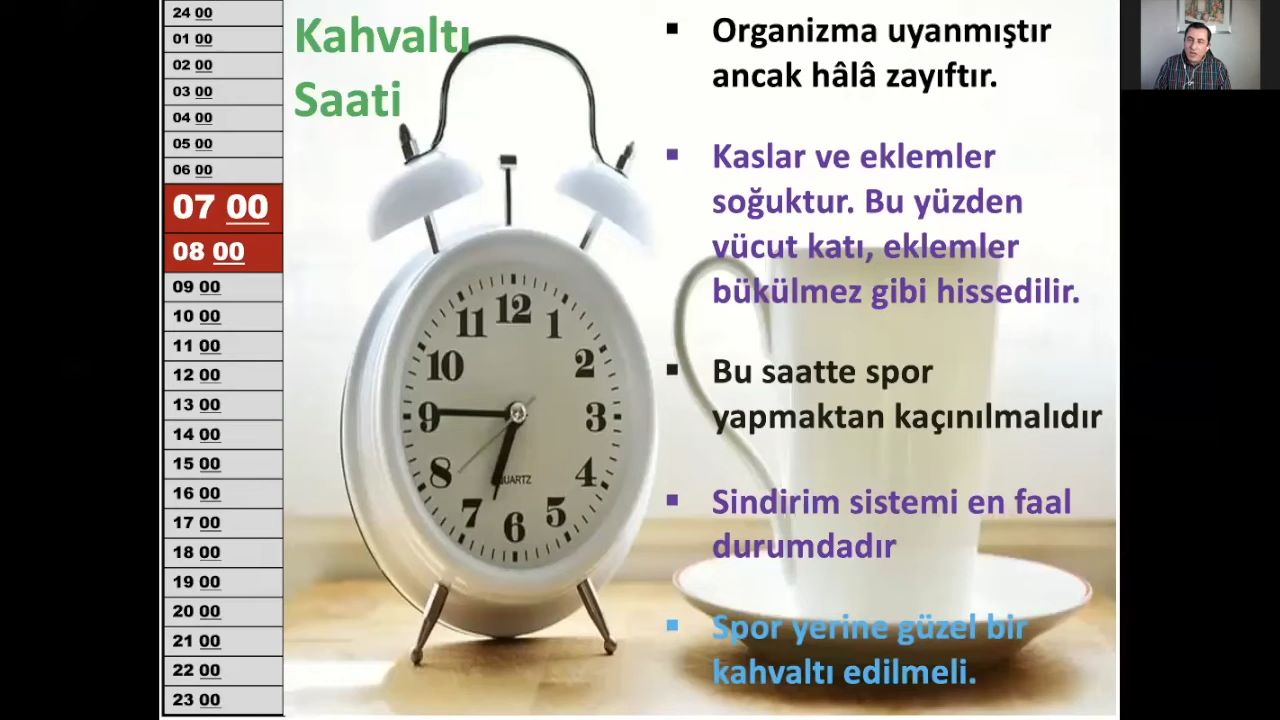 24 00
01 00
02 00
03 00
04 00
05 00
06 00
07 00
08 00
09 00
10 00
11 00
12 00
13 00
14 00
15 00
16 00
17 00
18 00
19 00
20 00
21 00
22 00
23 00
Kahvaltı
Saati
12
1
2
3
4
5
6
7
8
9
10
11
QUARTZ
▪ Organizma uyanmıştır
ancak hâlâ zayıftır.
▪ Kaslar ve eklemler
soğuktur. Bu yüzden
vücut katı, eklemler
bükülmez gibi hissedilir.
▪ Bu saatte spor
yapmaktan kaçınılmalıdır
▪ Sindirim sistemi en faal
durumdadır
▪ Spor yerine güzel bir
kahvaltı edilmeli.